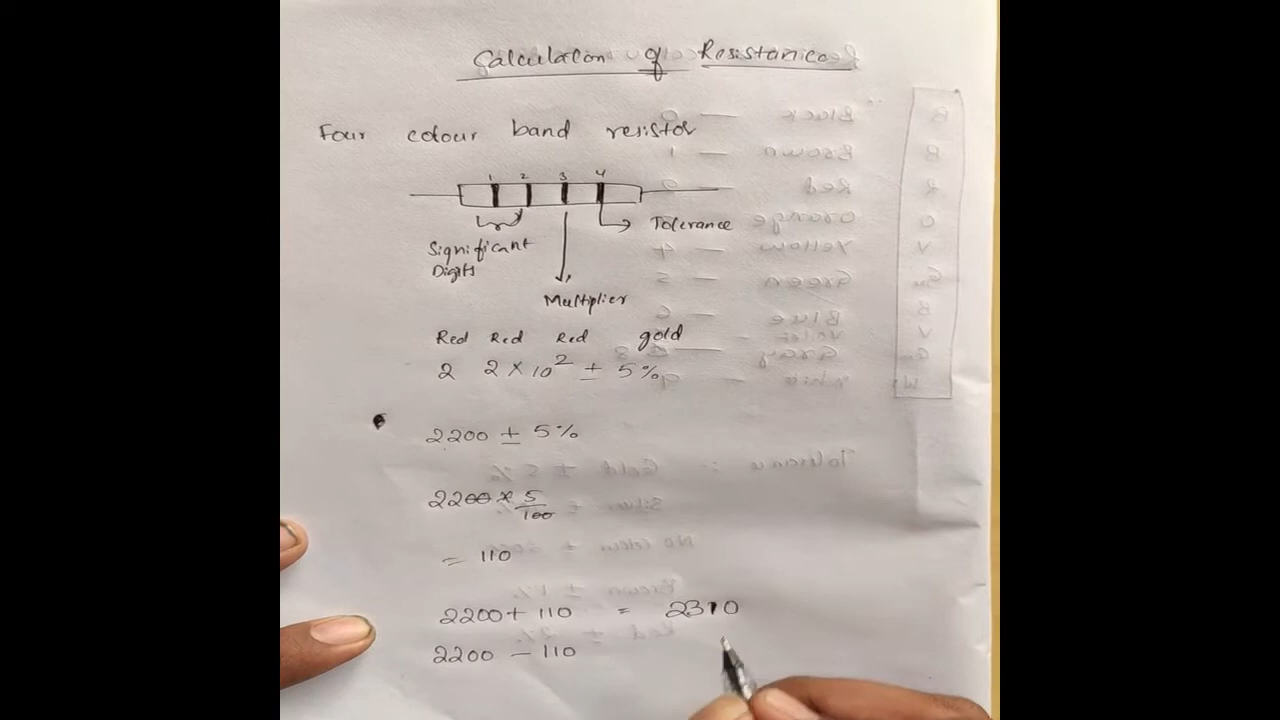 Calculation of Resistance
Four colour band resistor
1 2 3 4
Tolerance
Significant
Digits
Multiplier
Red Red Red gold
2 2 × 10² ± 5%
2200 ± 5%
2200 × 5/100
= 110
2200 + 110 = 2310
2200 - 110